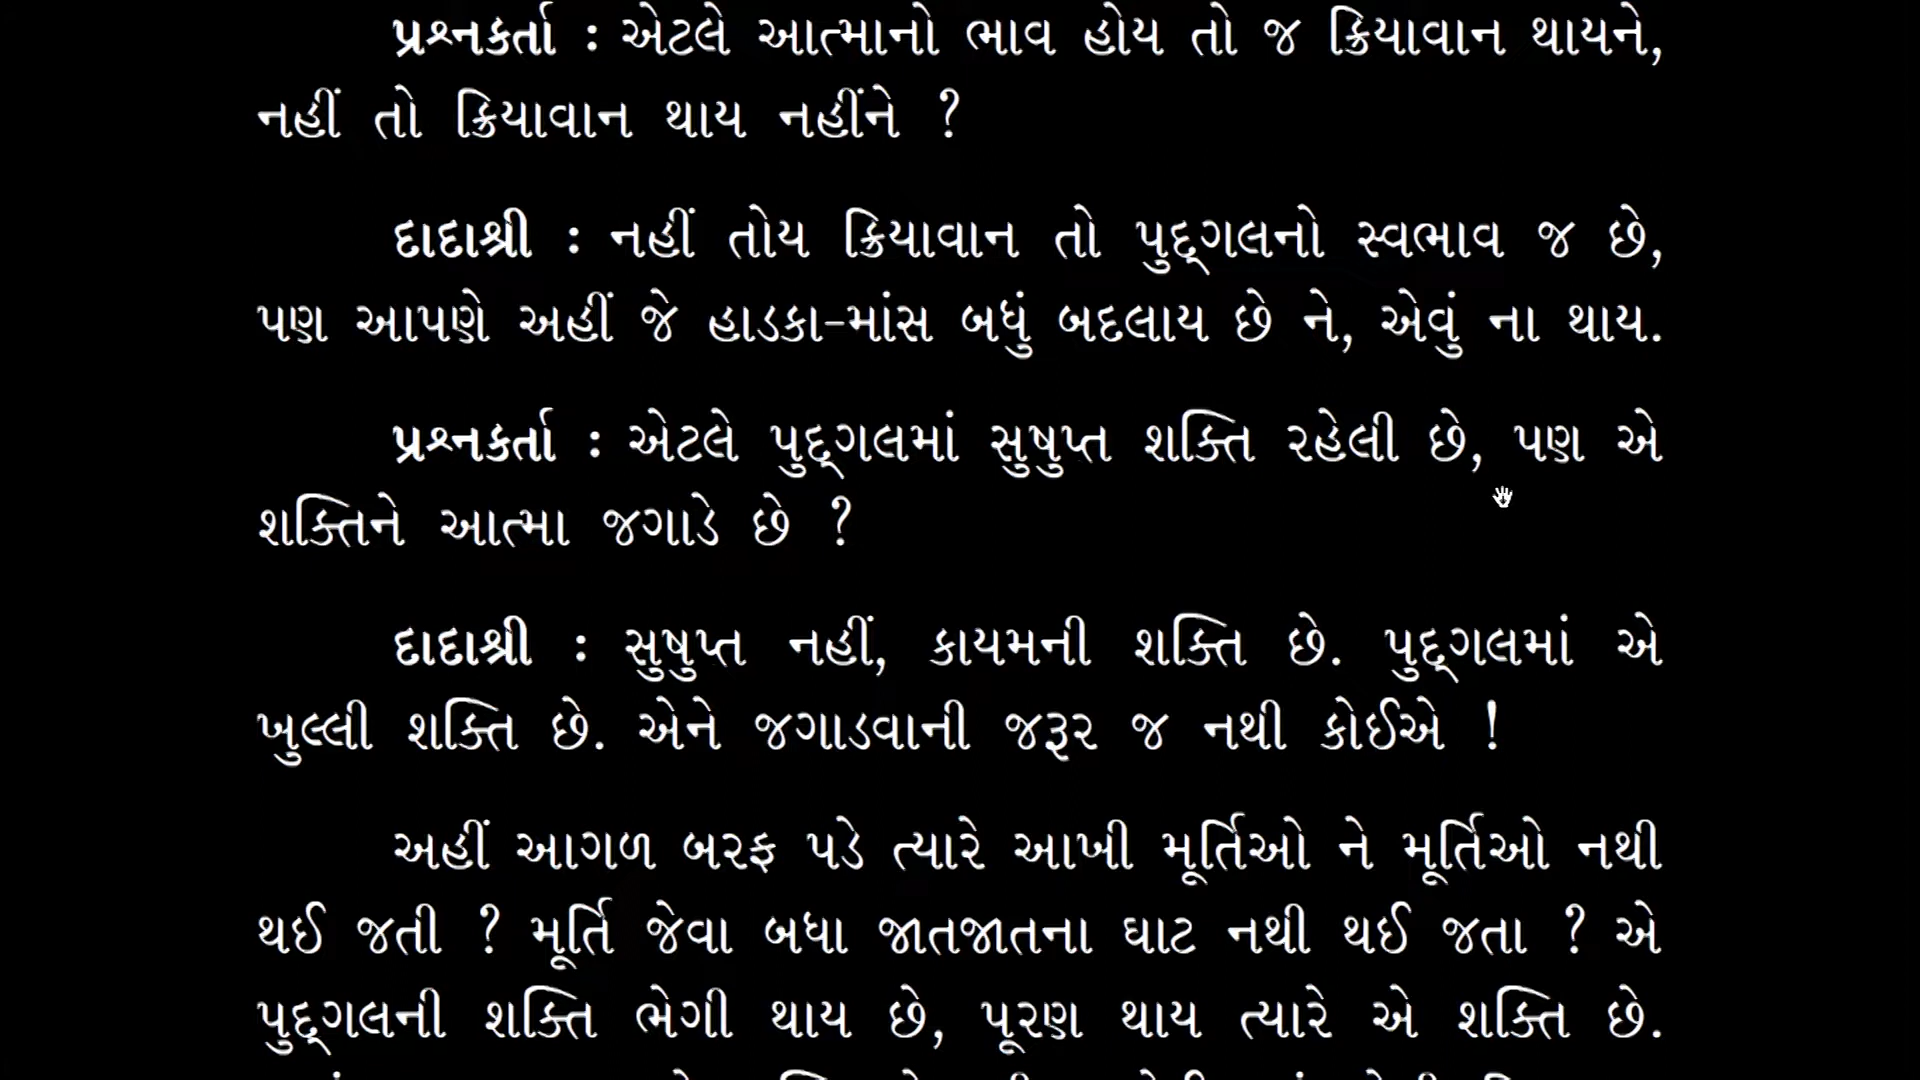 પ્રશ્નકર્તા : એટલે આત્માનો ભાવ હોય તો જ ક્રિયાવાન થાયને,
નહીં તો ક્રિયાવાન થાય નહીંને ?
દાદાશ્રી : નહીં તોય ક્રિયાવાન તો પુદ્ગલનો સ્વભાવ જ છે,
પણ આપણે અહીં જે હાડકા-માંસ બધું બદલાય છે ને, એવું ના થાય.
પ્રશ્નકર્તા : એટલે પુદ્ગલમાં સુષુપ્ત શક્તિ રહેલી છે, પણ એ
શક્તિને આત્મા જગાડે છે ?
દાદાશ્રી : સુષુપ્ત નહીં, કાયમની શક્તિ છે. પુદ્ગલમાં એ
ખુલ્લી શક્તિ છે. એને જગાડવાની જરૂર જ નથી કોઈએ !
અહીં આગળ બરફ પડે ત્યારે આખી મૂર્તિઓ ને મૂર્તિઓ નથી
થઈ જતી ? મૂર્તિ જેવા બધા જાતજાતના ઘાટ નથી થઈ જતા ? એ
પુદ્ગલની શક્તિ ભેગી થાય છે, પૂરણ થાય ત્યારે એ શક્તિ છે.